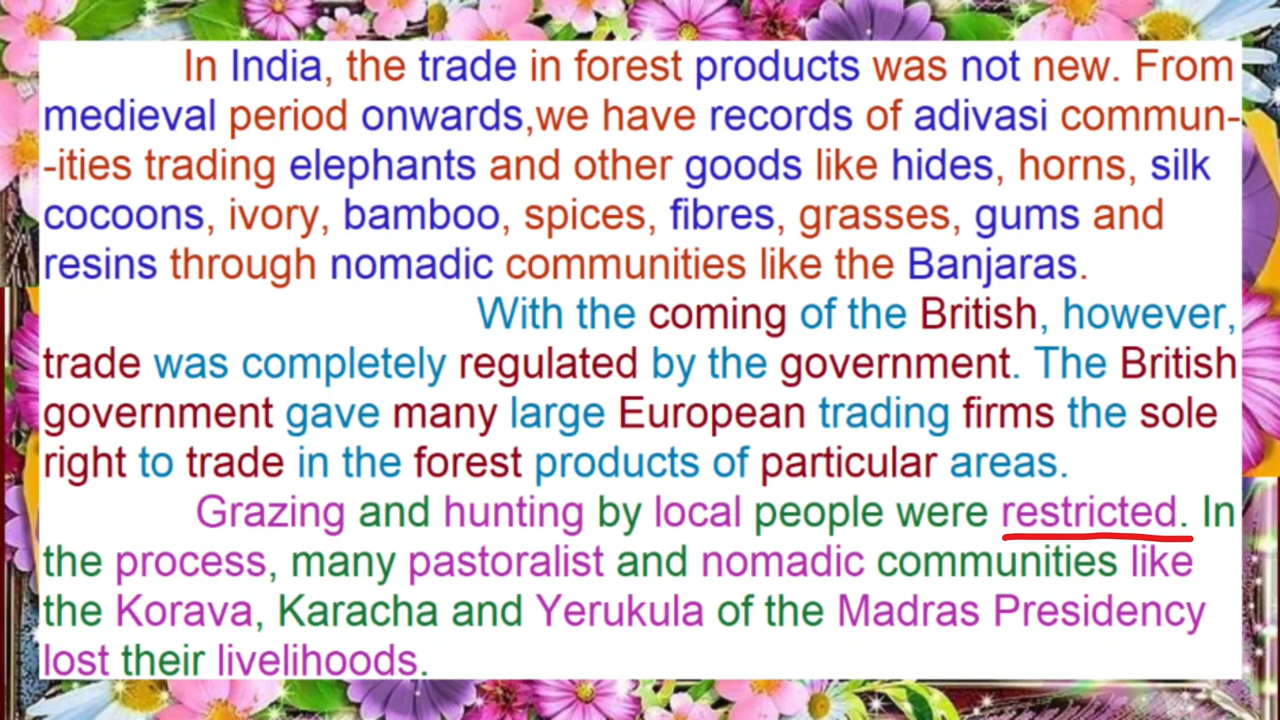 In India, the trade in forest products was not new. From
medieval period onwards,we have records of adivasi commun-
-ities trading elephants and other goods like hides, horns, silk
cocoons, ivory, bamboo, spices, fibres, grasses, gums and
resins through nomadic communities like the Banjaras.
With the coming of the British, however,
trade was completely regulated by the government. The British
government gave many large European trading firms the sole
right to trade in the forest products of particular areas.
Grazing and hunting by local people were restricted. In
the process, many pastoralist and nomadic communities like
the Korava, Karacha and Yerukula of the Madras Presidency
lost their livelihoods.